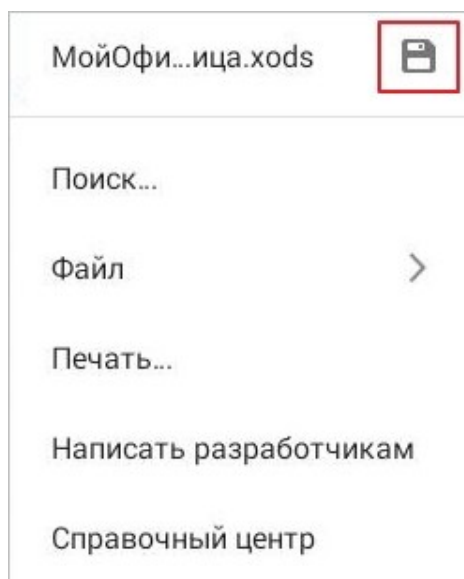 МойОфи...ица.xods
Поиск...
Файл
Печать...
Написать разработчикам
Справочный центр